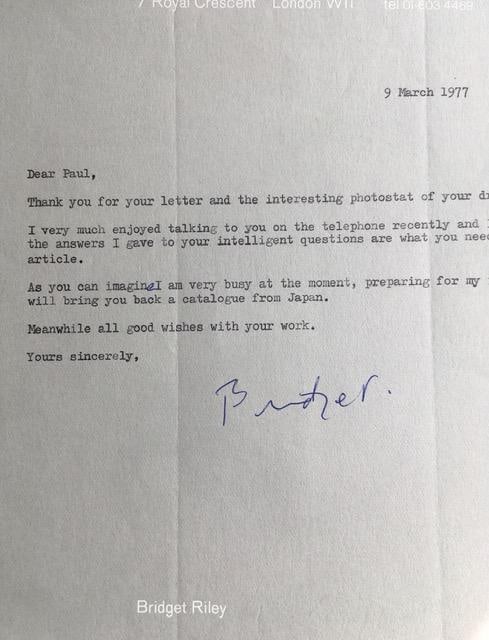 7 Royal Crescent London W11 tel 01-603 4469
9 March 1977
Dear Paul,
Thank you for your letter and the interesting photostat of your
I very much enjoyed talking to you on the telephone recently and
the answers I gave to your intelligent questions are what you
article.
As you can imagine I am very busy at the moment, preparing for my
will bring you back a catalogue from Japan.
Meanwhile all good wishes with your work.
Yours sincerely,
Bridget.
Bridget Riley